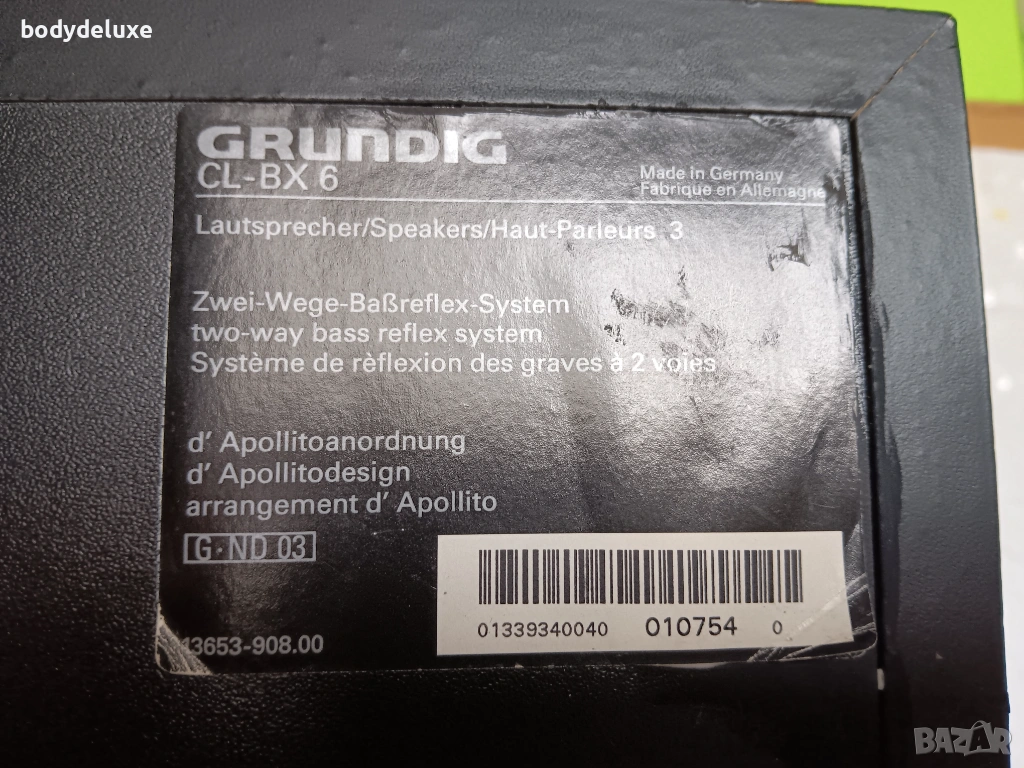 bodydeluxe
GRUNDIG
CL-BX 6
Made in Germany
Fabrique en Allemagne
Lautsprecher/Speakers/Haut-Parleurs 3
Zwei-Wege-Baßreflex-System
two-way bass reflex system
Système de rèflexion des graves à 2 voies
d' Apollitoanordnung
d' Apollitodesign
arrangement d' Apollito
G·ND 03
13653-908.00
01339340040 010754 0
BAZAR